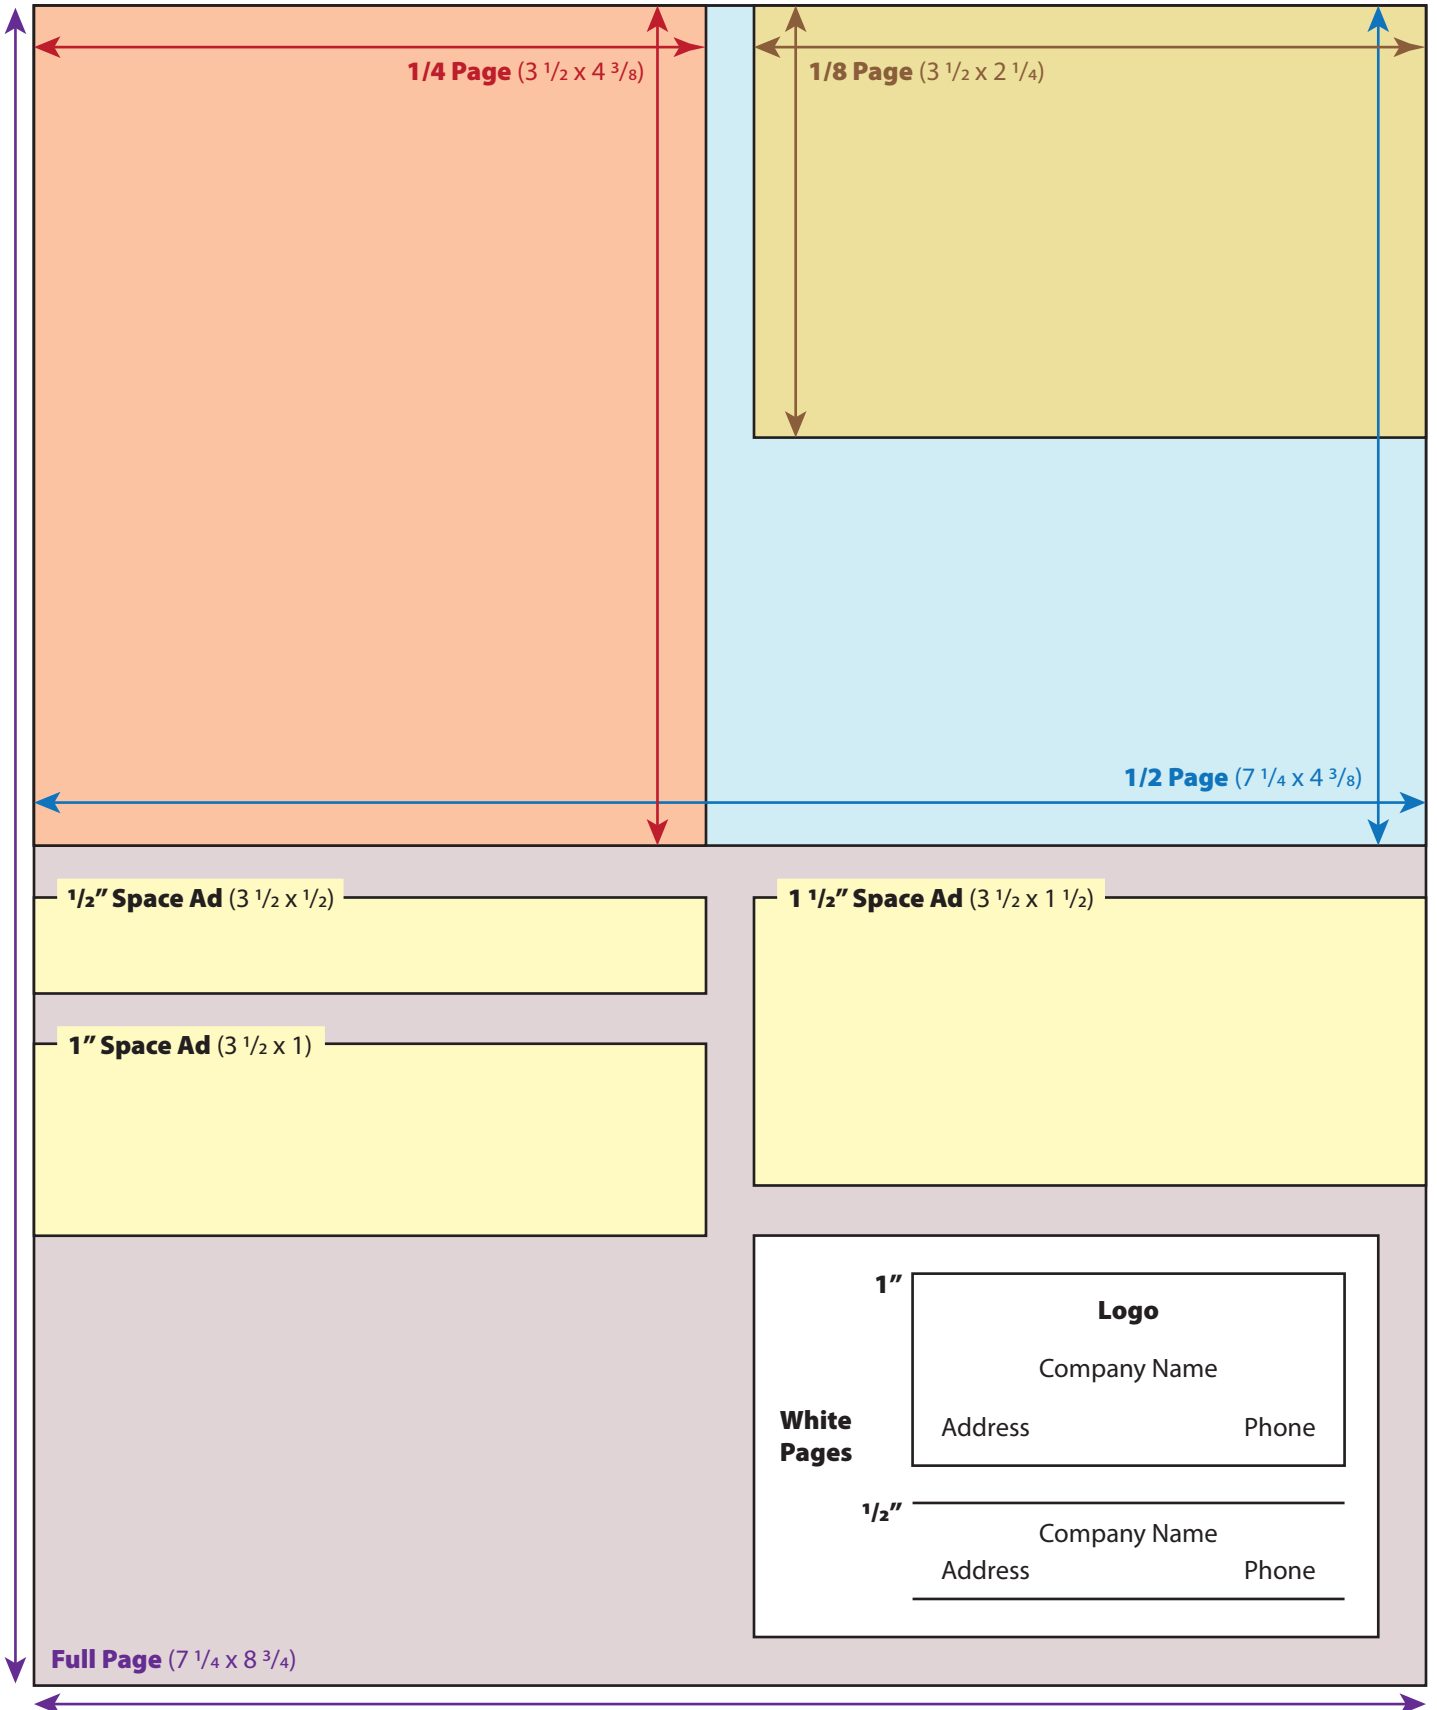 1/4 Page (3 1/2 x 4 3/8)
1/8 Page (3 1/2 x 2 1/4)
1/2 Page (7 1/4 x 4 3/8)
1/2” Space Ad (3 1/2 x 1/2)
1 1/2” Space Ad (3 1/2 x 1 1/2)
1” Space Ad (3 1/2 x 1)
1”
Logo
Company Name
Address Phone
White
Pages
1/2”
Company Name
Address Phone
Full Page (7 1/4 x 8 3/4)